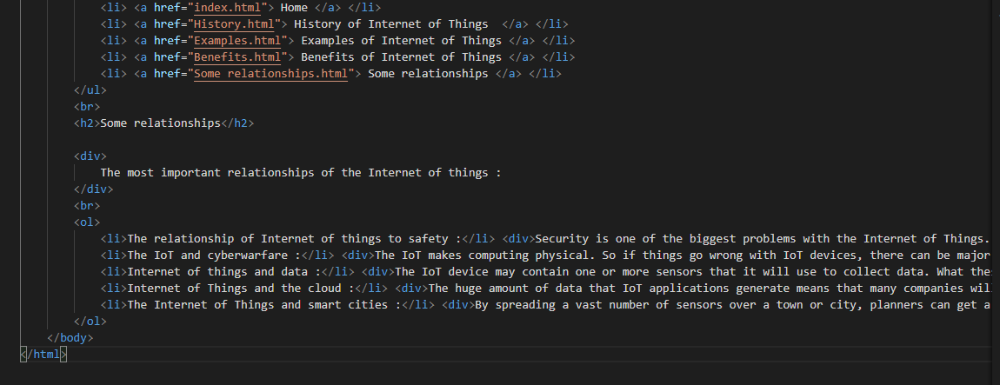 <li> <a href="index.html"> Home </a> </li>
<li> <a href="History.html"> History of Internet of Things  </a> </li>
<li> <a href="Examples.html"> Examples of Internet of Things </a> </li>
<li> <a href="Benefits.html"> Benefits of Internet of Things </a> </li>
<li> <a href="Some relationships.html"> Some relationships </a> </li>
</ul>
<br>
<h2>Some relationships</h2>
<div>
The most important relationships of the Internet of things :
</div>
<br>
<ol>
<li>The relationship of Internet of things to safety :</li> <div>Security is one of the biggest problems with the Internet of Things.
<li>The IoT and cyberwarfare :</li> <div>The IoT makes computing physical. So if things go wrong with IoT devices, there can be major
<li>Internet of things and data :</li> <div>The IoT device may contain one or more sensors that it will use to collect data. What the
<li>Internet of Things and the cloud :</li> <div>The huge amount of data that IoT applications generate means that many companies wil
<li>The Internet of Things and smart cities :</li> <div>By spreading a vast number of sensors over a town or city, planners can get a
</ol>
</body>
</html>